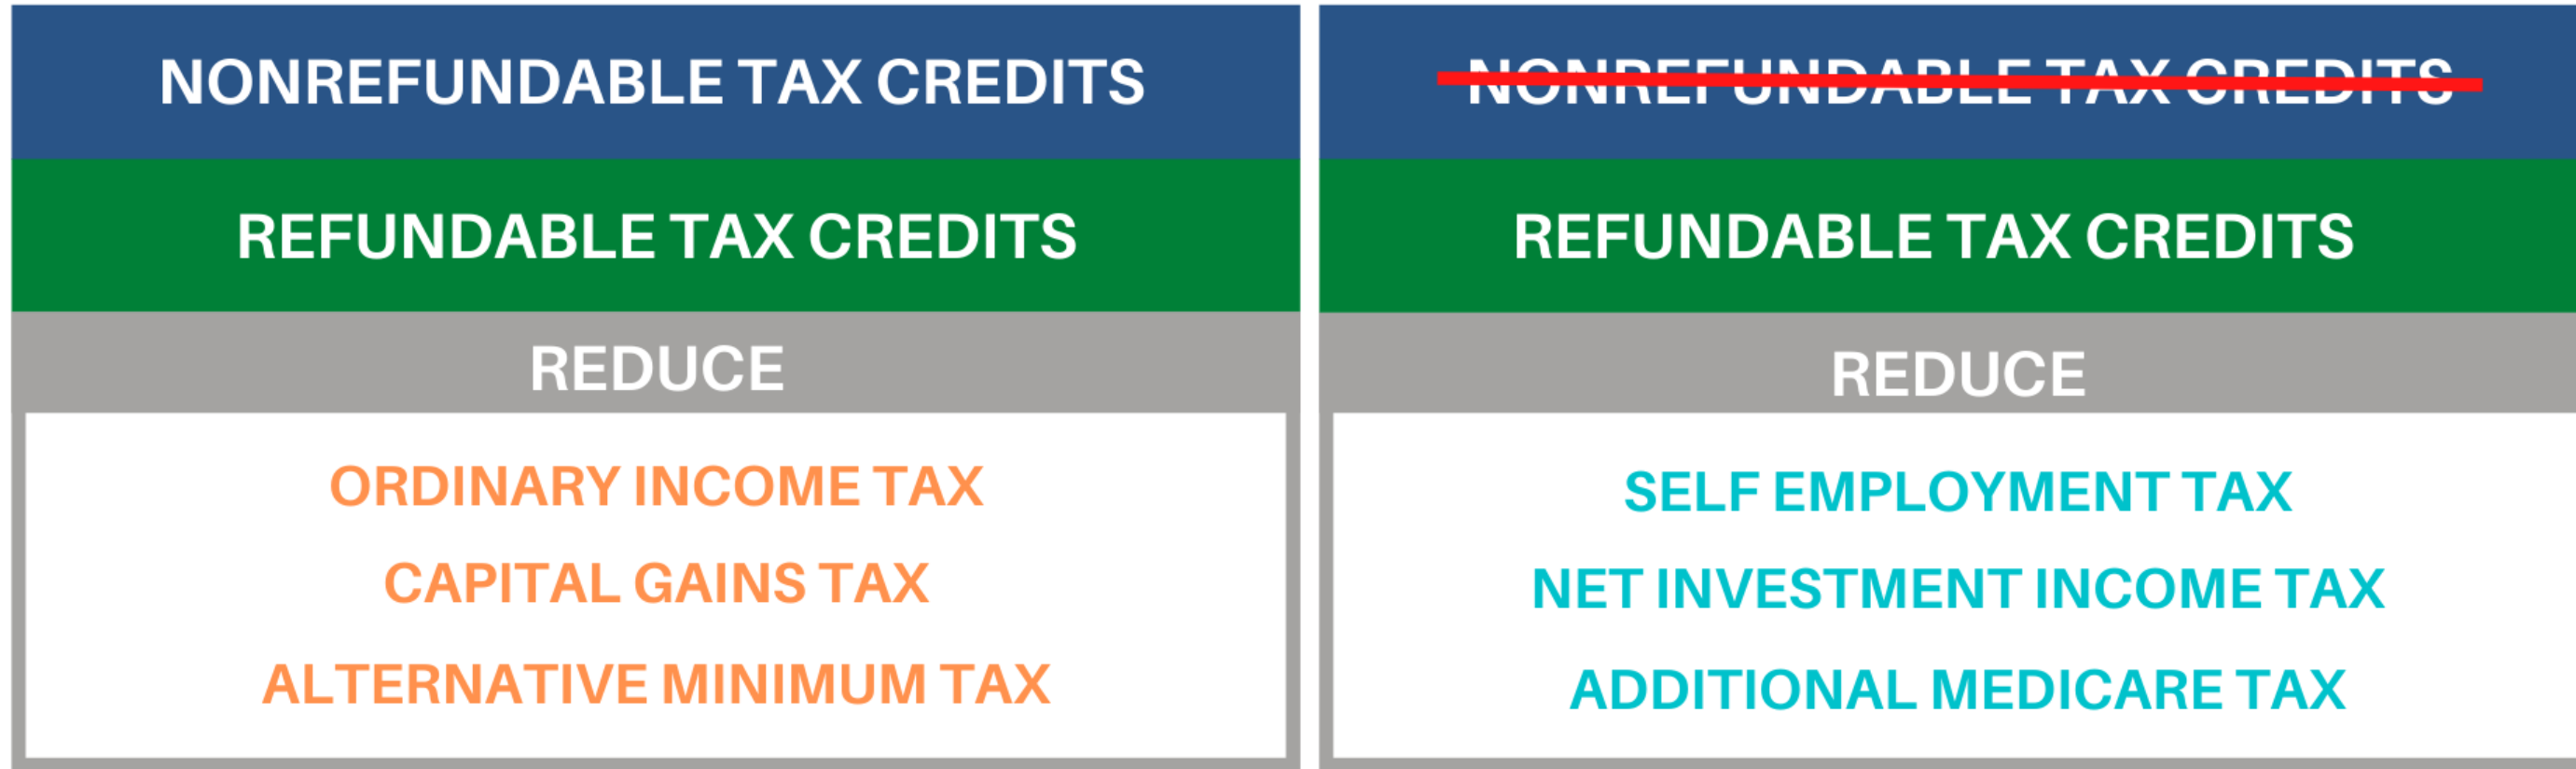 NONREFUNDABLE TAX CREDITS
REFUNDABLE TAX CREDITS
REDUCE
ORDINARY INCOME TAX
CAPITAL GAINS TAX
ALTERNATIVE MINIMUM TAX
NONREFUNDABLE TAX CREDITS
REFUNDABLE TAX CREDITS
REDUCE
SELF EMPLOYMENT TAX
NET INVESTMENT INCOME TAX
ADDITIONAL MEDICARE TAX